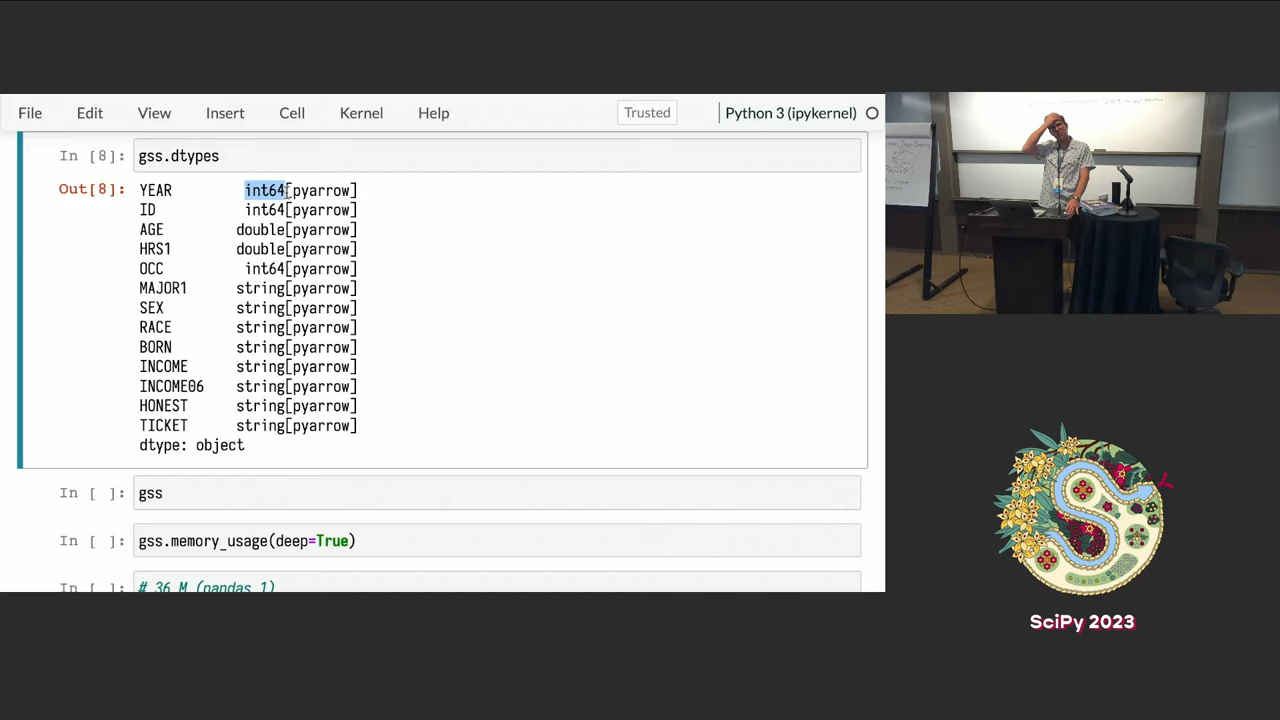 File Edit View Insert Cell Kernel Help Trusted Python 3 (ipykernel)
In [8]: gss.dtypes
Out[8]: YEAR int64[pyarrow]
ID int64[pyarrow]
AGE double[pyarrow]
HRS1 double[pyarrow]
OCC int64[pyarrow]
MAJOR1 string[pyarrow]
SEX string[pyarrow]
RACE string[pyarrow]
BORN string[pyarrow]
INCOME string[pyarrow]
INCOME06 string[pyarrow]
HONEST string[pyarrow]
TICKET string[pyarrow]
dtype: object
In [ ]: gss
In [ ]: gss.memory_usage(deep=True)
In [ ]: # 36 M (pandas 1)
SciPy 2023